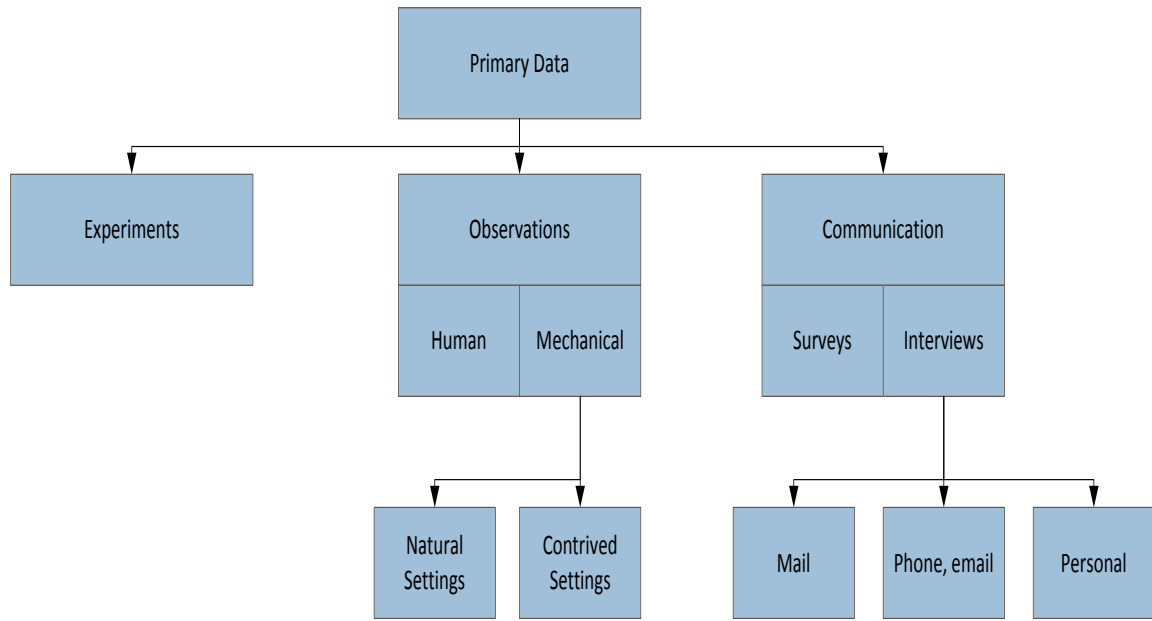 Primary Data
Experiments
Observations
Communication
Human
Mechanical
Surveys
Interviews
Natural
Settings
Contrived
Settings
Mail
Phone, email
Personal